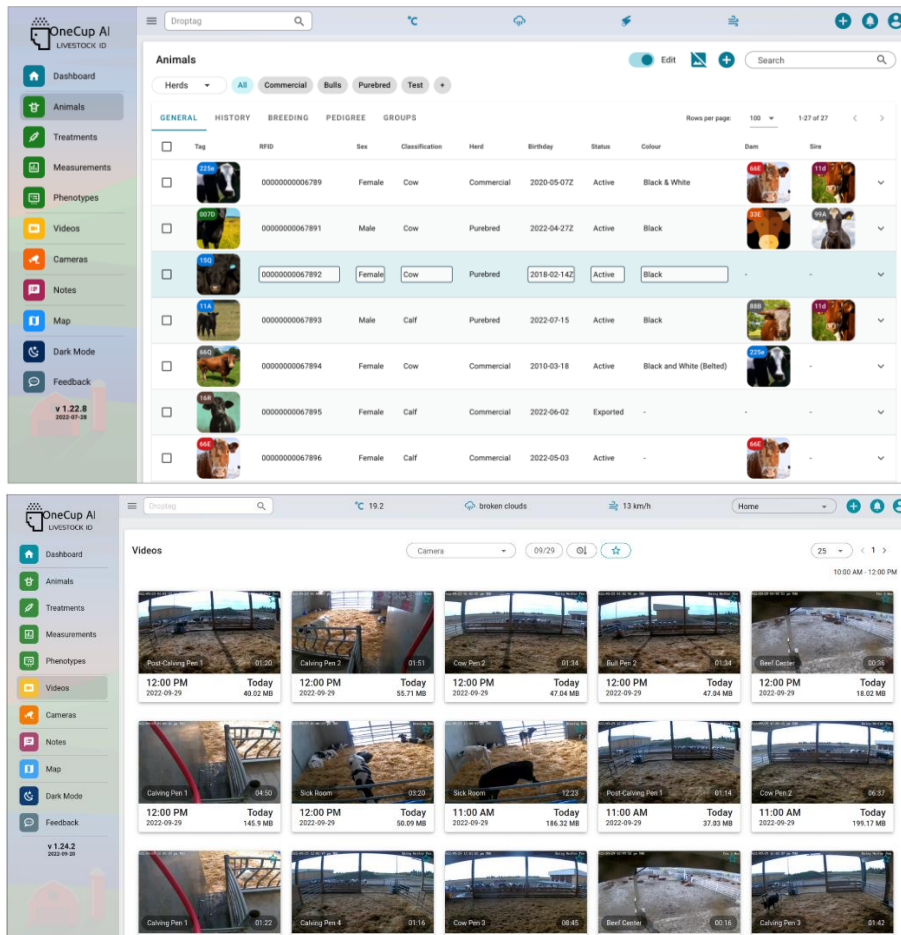 OneCup AI
LIVESTOCK ID
Droptag
°C
Dashboard
Animals
Treatments
Measurements
Phenotypes
Videos
Cameras
Notes
Map
Dark Mode
Feedback
v 1.22.8
2022-07-28
Animals
Edit
Search
Herds All Commercial Bulls Purebred Test +
GENERAL HISTORY BREEDING PEDIGREE GROUPS Rows per page: 100 1-27 of 27
Tag RFID Sex Classification Herd Birthday Status Colour Dam Sire
225e 00000000006789 Female Cow Commercial 2020-05-07Z Active Black & White 66E 11d
007D 00000000067891 Male Cow Purebred 2022-04-27Z Active Black 33E 99A
15Q 00000000067892 Female Cow Purebred 2018-02-14Z Active Black - -
11A 00000000067893 Male Calf Purebred 2022-07-15 Active Black 88B 11d
66Q 00000000067894 Female Cow Commercial 2010-03-18 Active Black and White (Belted) 225e -
16R 00000000067895 Female Calf Commercial 2022-06-02 Exported - - -
66E 00000000067896 Female Calf Commercial 2022-05-03 Active - 66E -
OneCup AI
LIVESTOCK ID
Droptag
°C 19.2
broken clouds
13 km/h
Home
Dashboard
Animals
Treatments
Measurements
Phenotypes
Videos
Cameras
Notes
Map
Dark Mode
Feedback
v 1.24.2
2022-09-20
Videos
Camera 09/29 25 < 1 >
10:00 AM - 12:00 PM
Post-Calving Pen 1 01:20
12:00 PM Today
2022-09-29 40.02 MB
Calving Pen 2 01:51
12:00 PM Today
2022-09-29 55.71 MB
Cow Pen 2 01:34
12:00 PM Today
2022-09-29 47.04 MB
Bull Pen 2 01:34
12:00 PM Today
2022-09-29 47.94 MB
Beef Center 00:36
12:00 PM Today
2022-09-29 18.02 MB
Calving Pen 1 04:50
12:00 PM Today
2022-09-29 145.9 MB
Sick Room 03:20
12:00 PM Today
2022-09-29 50.09 MB
Sick Room 12:23
11:00 AM Today
2022-09-29 186.32 MB
Post-Calving Pen 1 01:14
11:00 AM Today
2022-09-29 37.03 MB
Cow Pen 2 06:37
11:00 AM Today
2022-09-29 199.17 MB
Calving Pen 1 01:22
Calving Pen 4 01:16
Cow Pen 3 08:45
Beef Center 00:16
Calving Pen 3 01:42